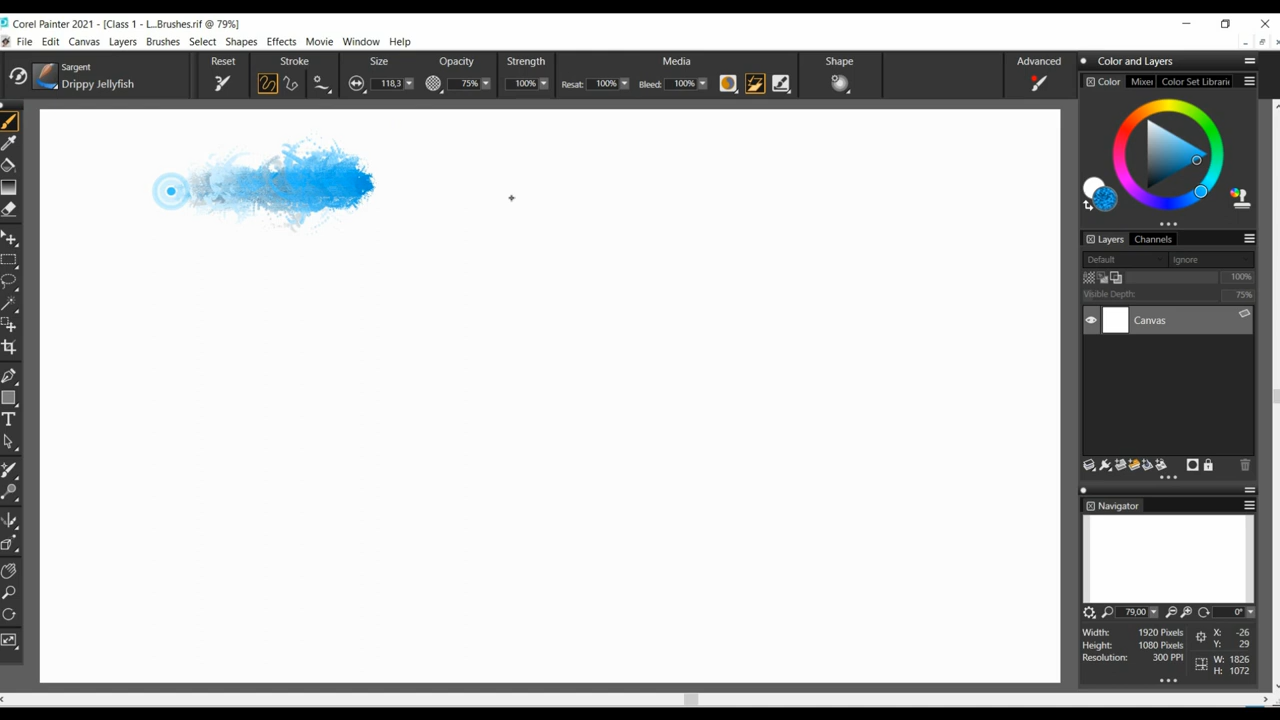 Corel Painter 2021 - [Class 1 - L...Brushes.rif @ 79%]
File Edit Canvas Layers Brushes Select Shapes Effects Movie Window Help
Sargent
Drippy Jellyfish
Reset
Stroke
Size
118,3
Opacity
75%
Strength
100%
Media
Resat: 100% Bleed: 100%
Shape
Advanced
Color and Layers
Color Mixer Color Set Librarie
Layers Channels
Default Ignore
100%
Visible Depth: 75%
Canvas
Navigator
79,00 0°
Width: 1920 Pixels X: -26
Height: 1080 Pixels Y: 29
Resolution: 300 PPI W: 1826
H: 1072